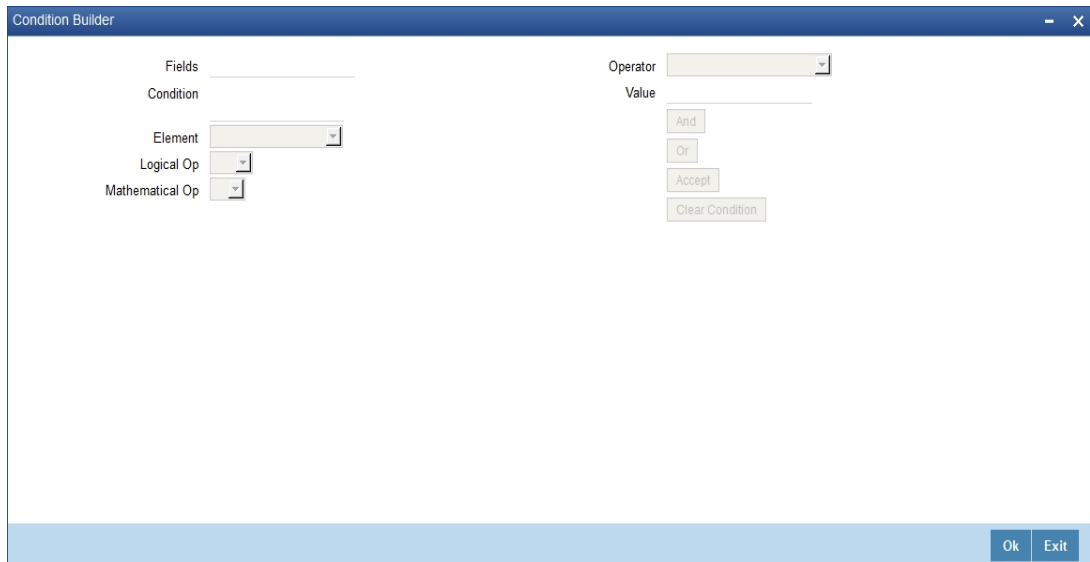 Condition Builder
Fields
Operator
Condition
Value
And
Element
Or
Logical Op
Accept
Mathematical Op
Clear Condition
Ok
Exit